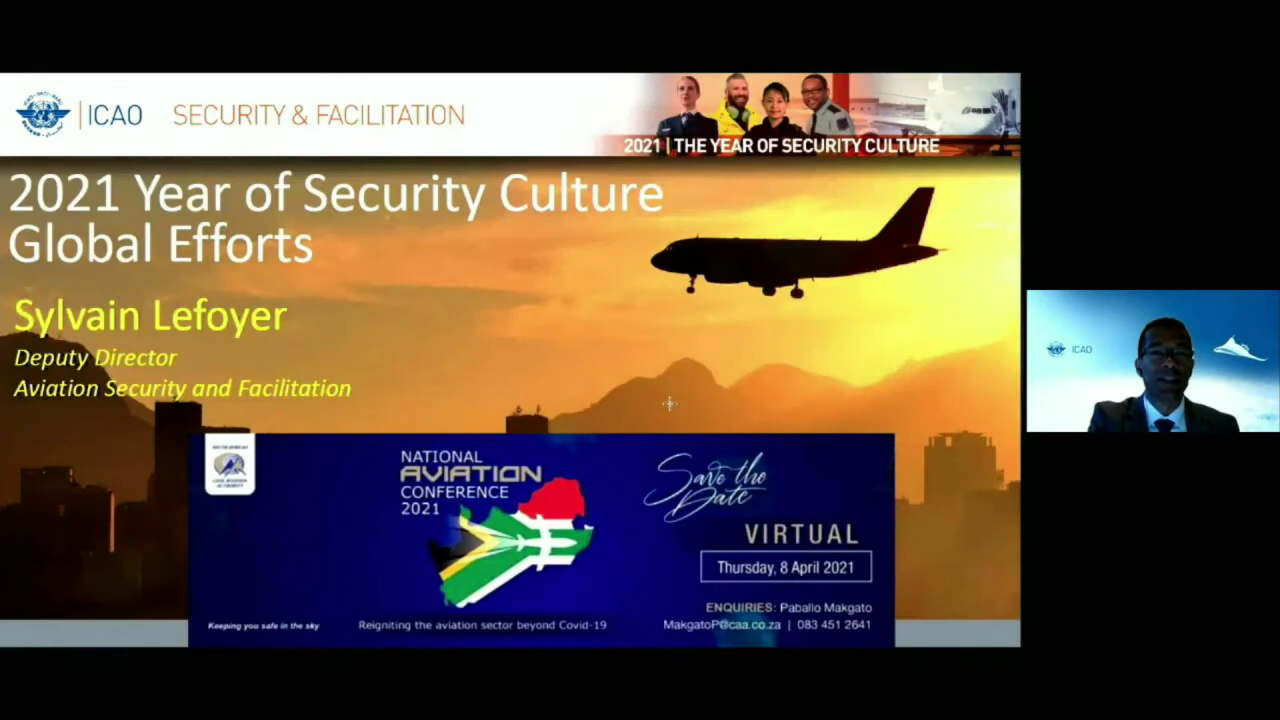 ICAO
SECURITY & FACILITATION
2021 | THE YEAR OF SECURITY CULTURE
2021 Year of Security Culture
Global Efforts
Sylvain Lefoyer
Deputy Director
Aviation Security and Facilitation
ICAO
NATIONAL
AVIATION
CONFERENCE
2021
Save the
Date
VIRTUAL
Thursday, 8 April 2021
ENQUIRIES: Paballo Makgato
MakgatoP@caa.co.za | 083 451 2641
Keeping you safe in the sky
Reigniting the aviation sector beyond Covid-19